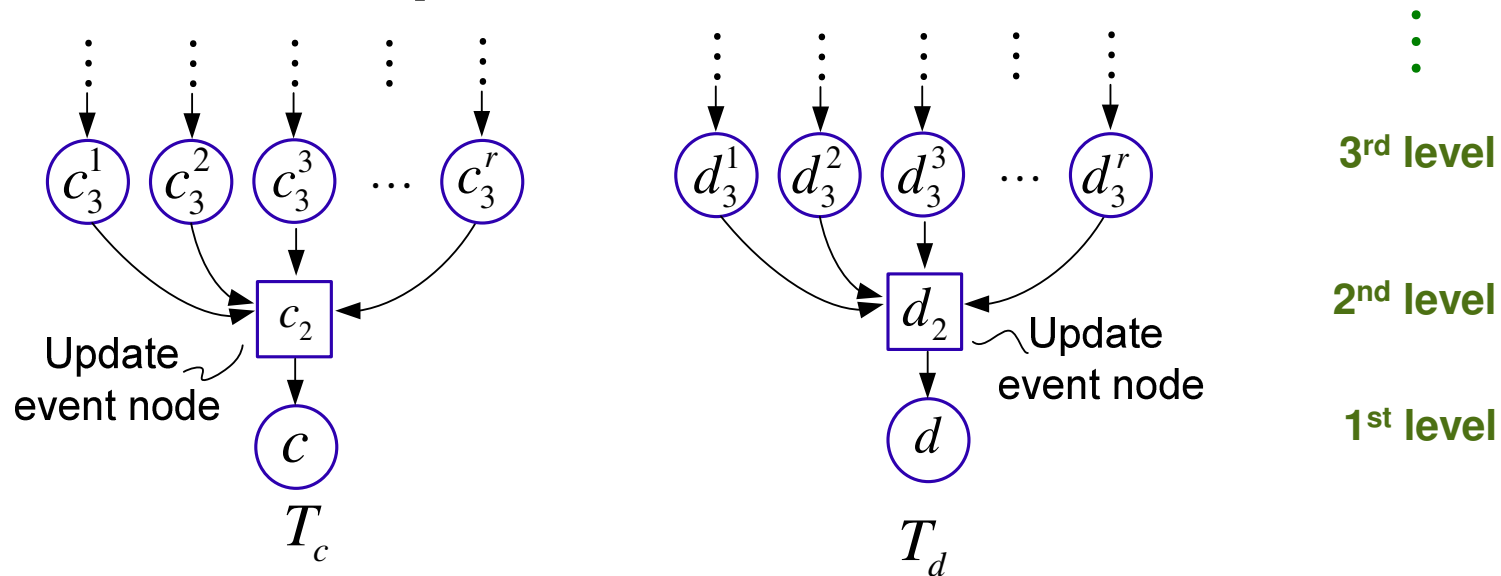 c_3^1 c_3^2 c_3^3 ... c_3^r d_3^1 d_3^2 d_3^3 ... d_3^r 3rd level
c_2 d_2 2nd level
Update
event node
Update
event node
c d 1st level
T_c T_d